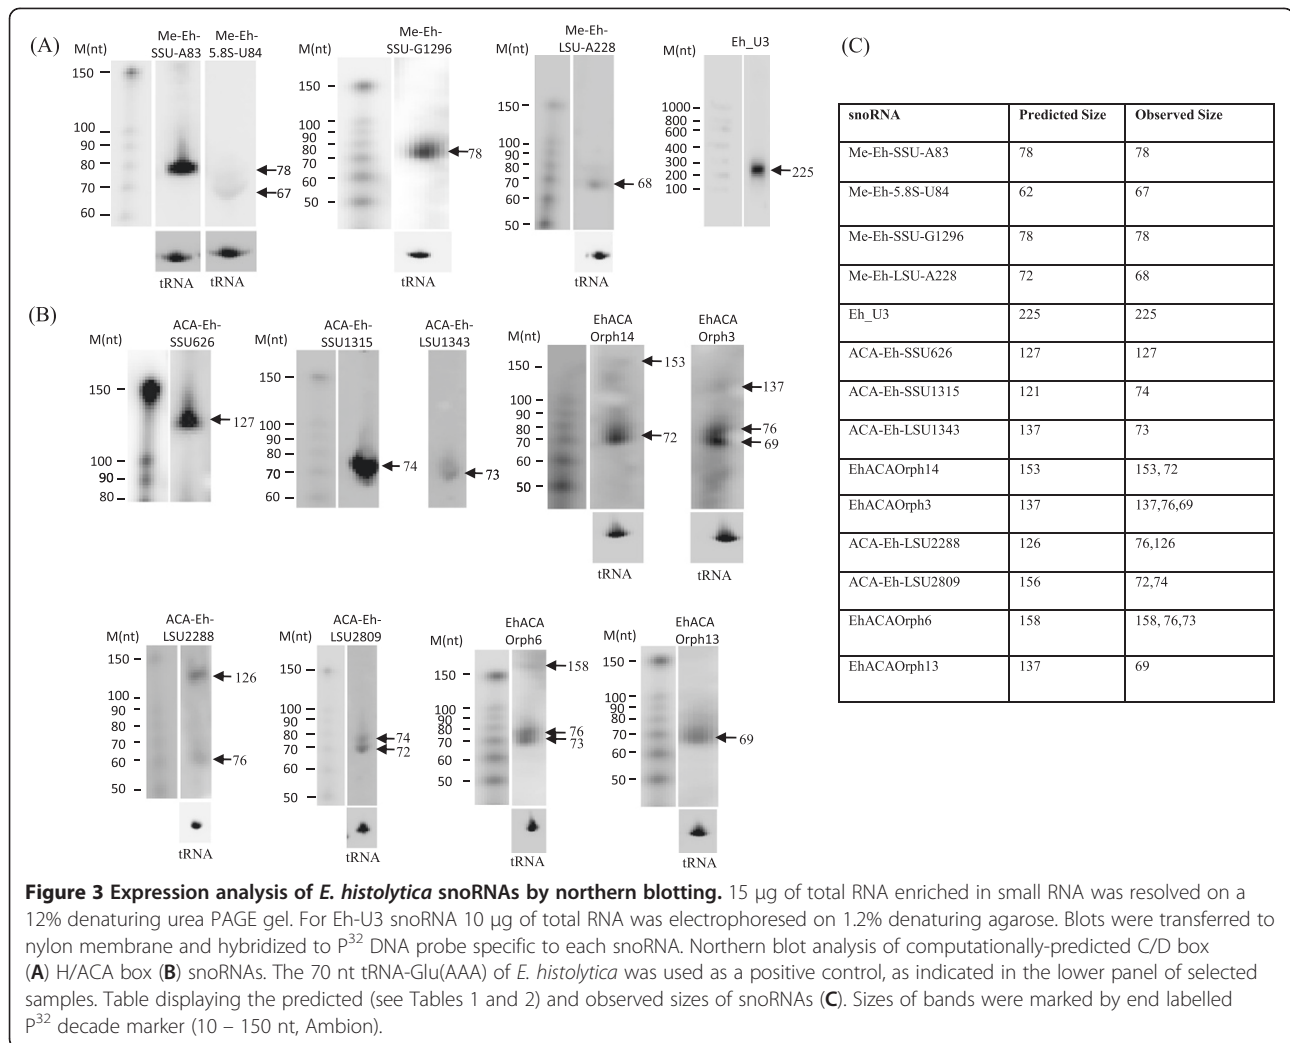 (A)
M(nt)
Me-Eh-
SSU-A83
Me-Eh-
5.8S-U84
150
100
90
80
70
60
78
67
tRNA
tRNA
M(nt)
Me-Eh-
SSU-G1296
150
100
90
80
70
60
50
78
tRNA
M(nt)
Me-Eh-
LSU-A228
150
100
90
80
70
60
50
68
tRNA
M(nt)
Eh_U3
1000
800
600
400
300
200
100
225
(B)
M(nt)
ACA-Eh-
SSU626
150
100
90
80
127
M(nt)
ACA-Eh-
SSU1315
ACA-Eh-
LSU1343
150
100
90
80
70
60
74
73
M(nt)
EhACA
Orph14
150
100
90
80
70
60
50
153
72
tRNA
EhACA
Orph3
137
76
69
tRNA
M(nt)
ACA-Eh-
LSU2288
150
100
90
80
70
60
50
126
76
tRNA
M(nt)
ACA-Eh-
LSU2809
150
100
90
80
70
60
50
74
72
tRNA
M(nt)
EhACA
Orph6
150
100
90
80
70
60
50
158
76
73
tRNA
M(nt)
EhACA
Orph13
150
100
90
80
70
60
50
69
tRNA
(C)
snoRNA Predicted Size Observed Size
Me-Eh-SSU-A83 78 78
Me-Eh-5.8S-U84 62 67
Me-Eh-SSU-G1296 78 78
Me-Eh-LSU-A228 72 68
Eh_U3 225 225
ACA-Eh-SSU626 127 127
ACA-Eh-SSU1315 121 74
ACA-Eh-LSU1343 137 73
EhACAOrph14 153 153, 72
EhACAOrph3 137 137,76,69
ACA-Eh-LSU2288 126 76,126
ACA-Eh-LSU2809 156 72,74
EhACAOrph6 158 158, 76,73
EhACAOrph13 137 69
Figure 3 Expression analysis of E. histolytica snoRNAs by northern blotting. 15 µg of total RNA enriched in small RNA was resolved on a
12% denaturing urea PAGE gel. For Eh-U3 snoRNA 10 µg of total RNA was electrophoresed on 1.2% denaturing agarose. Blots were transferred to
nylon membrane and hybridized to P32 DNA probe specific to each snoRNA. Northern blot analysis of computationally-predicted C/D box
(A) H/ACA box (B) snoRNAs. The 70 nt tRNA-Glu(AAA) of E. histolytica was used as a positive control, as indicated in the lower panel of selected
samples. Table displaying the predicted (see Tables 1 and 2) and observed sizes of snoRNAs (C). Sizes of bands were marked by end labelled
P32 decade marker (10 – 150 nt, Ambion).